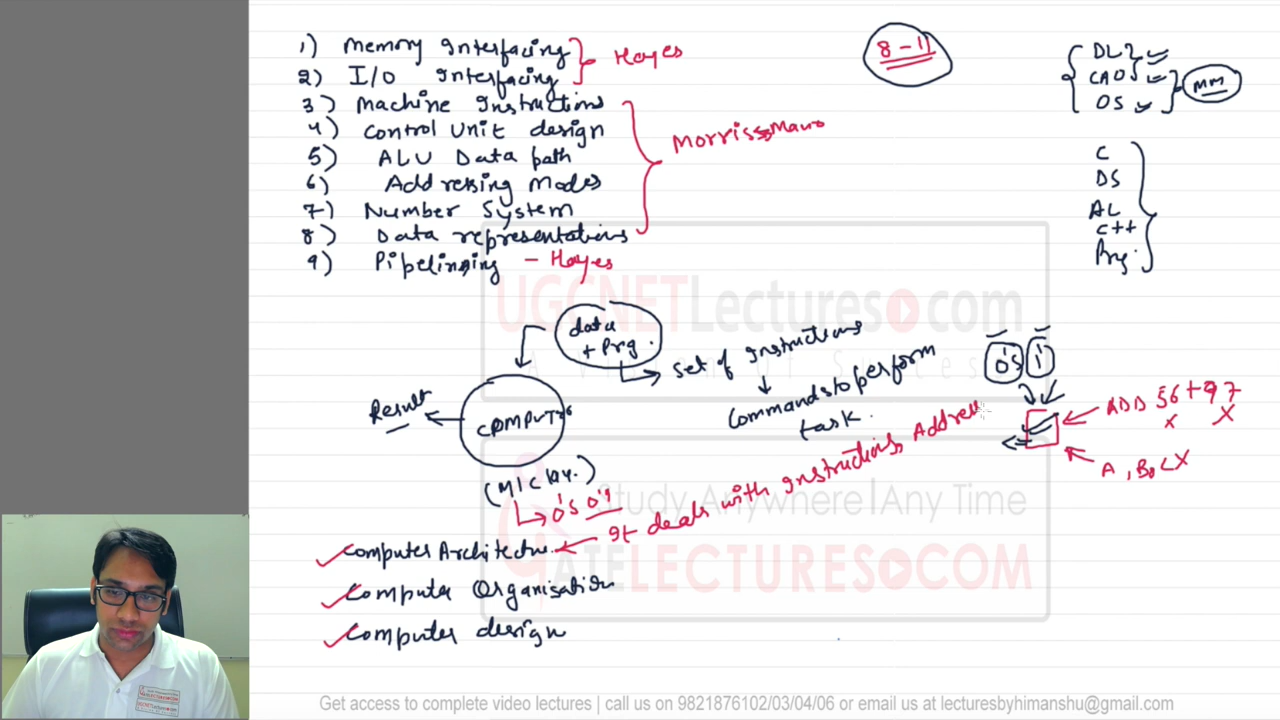 1) Memory Interfacing } Hayes
2) I/O Interfacing
3) Machine Instructions
4) Control Unit design
5) ALU Data path
6) Addressing Modes
7) Number System
8) Data representations
Morris Mano
9) Pipelining - Hayes
8-11
DL
CAO
OS
MM
C
DS
AL
C++
Prg.
data
+ Prg.
set of instructions
Commands to perform
task.
Result
COMPUTER
(M/C lay.)
0's 1
ADD 56+97
x X
A, B, C X
It deals with Instructions, Address
Computer Architecture
Computer Organisation
Computer design
UGCNETLectures.com
Study Anywhere|Any Time
GATELECTURES.COM
Get access to complete video lectures | call us on 9821876102/03/04/06 or email us at lecturesbyhimanshu@gmail.com